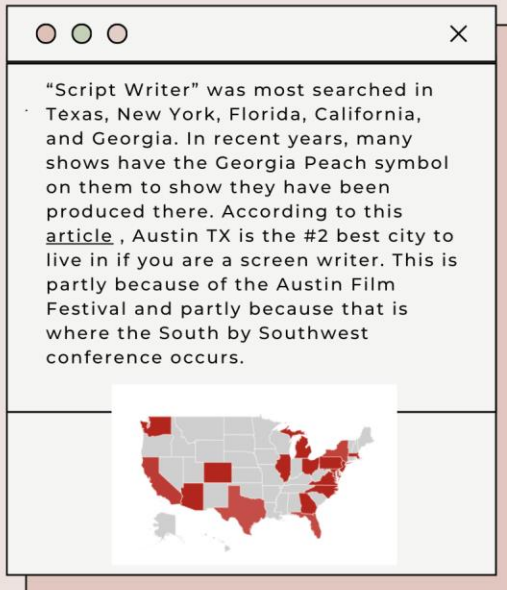 “Script Writer” was most searched in
Texas, New York, Florida, California,
and Georgia. In recent years, many
shows have the Georgia Peach symbol
on them to show they have been
produced there. According to this
article , Austin TX is the #2 best city to
live in if you are a screen writer. This is
partly because of the Austin Film
Festival and partly because that is
where the South by Southwest
conference occurs.